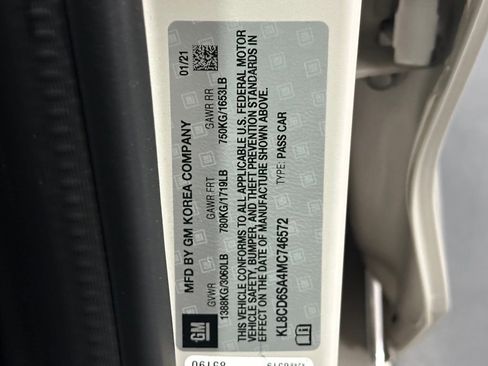 GM
MFD BY GM KOREA COMPANY 01/21
GVWR GAWR FRT GAWR RR
1388KG/3060LB 780KG/1719LB 750KG/1653LB
THIS VEHICLE CONFORMS TO ALL APPLICABLE U.S. FEDERAL MOTOR
VEHICLE SAFETY, BUMPER, AND THEFT PREVENTION STANDARDS IN
EFFECT ON THE DATE OF MANUFACTURE SHOWN ABOVE.
KL8CD6SA4MC746572 TYPE: PASS CAR